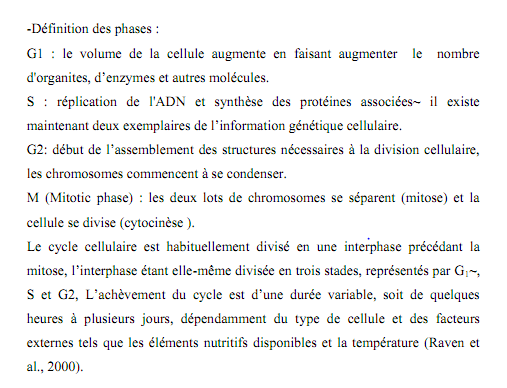 -Définition des phases :
G1 : le volume de la cellule augmente en faisant augmenter le nombre
d'organites, d'enzymes et autres molécules.
S : réplication de l'ADN et synthèse des protéines associées~ il existe
maintenant deux exemplaires de l'information génétique cellulaire.
G2: début de l'assemblement des structures nécessaires à la division cellulaire,
les chromosomes commencent à se condenser.
M (Mitotic phase) : les deux lots de chromosomes se séparent (mitose) et la
cellule se divise (cytocinèse ).
Le cycle cellulaire est habituellement divisé en une interphase précédant la
mitose, l'interphase étant elle-même divisée en trois stades, représentés par G₁~,
S et G2, L'achèvement du cycle est d'une durée variable, soit de quelques
heures à plusieurs jours, dépendamment du type de cellule et des facteurs
externes tels que les éléments nutritifs disponibles et la température (Raven et
al., 2000).